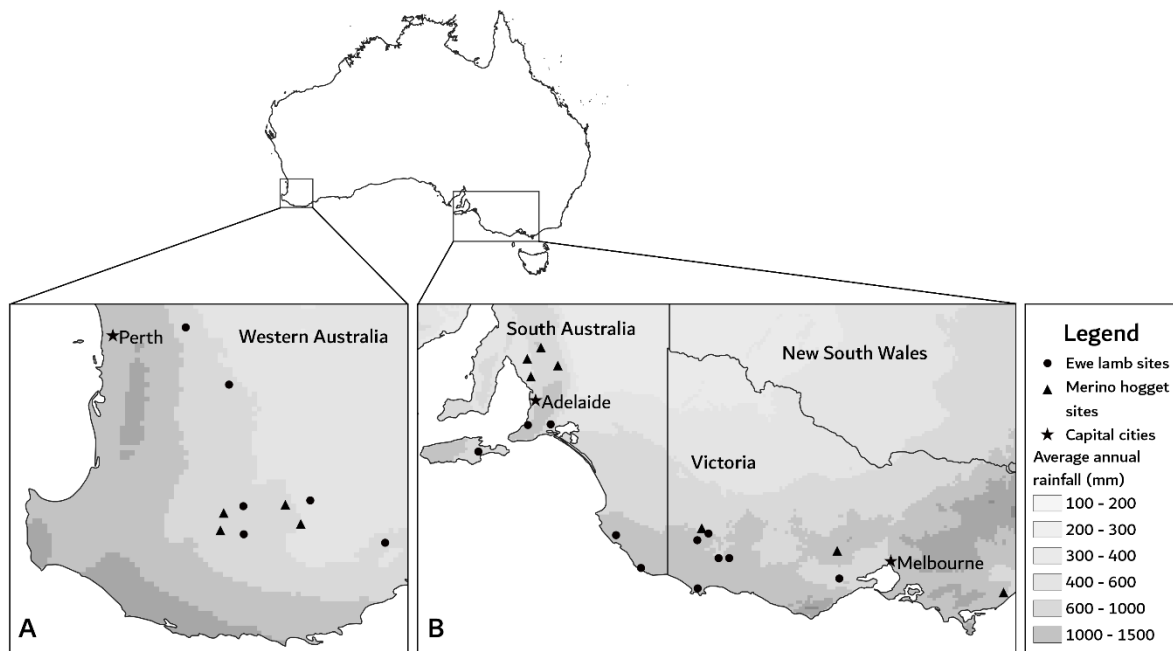 Perth
Western Australia
A
South Australia
New South Wales
Adelaide
Victoria
Melbourne
B
Legend
Ewe lamb sites
Merino hogget
sites
Capital cities
Average annual
rainfall (mm)
100 - 200
200 - 300
300 - 400
400 - 600
600 - 1000
1000 - 1500